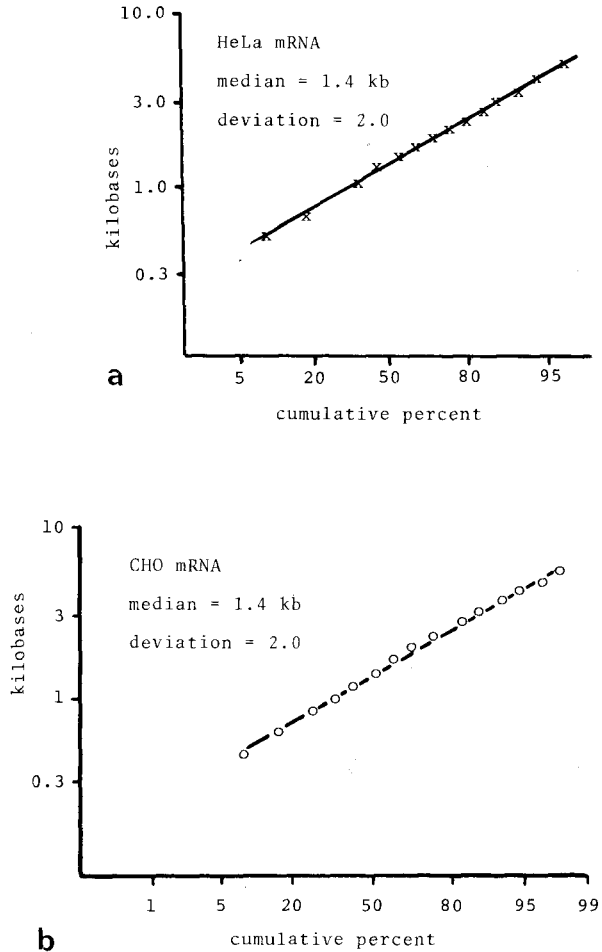 10.0
HeLa mRNA
median = 1.4 kb
deviation = 2.0
3.0
1.0
0.3
kilobases
5 20 50 80 95
a
cumulative percent
10
CHO mRNA
median = 1.4 kb
deviation = 2.0
3
1
0.3
kilobases
1 5 20 50 80 95 99
b
cumulative percent